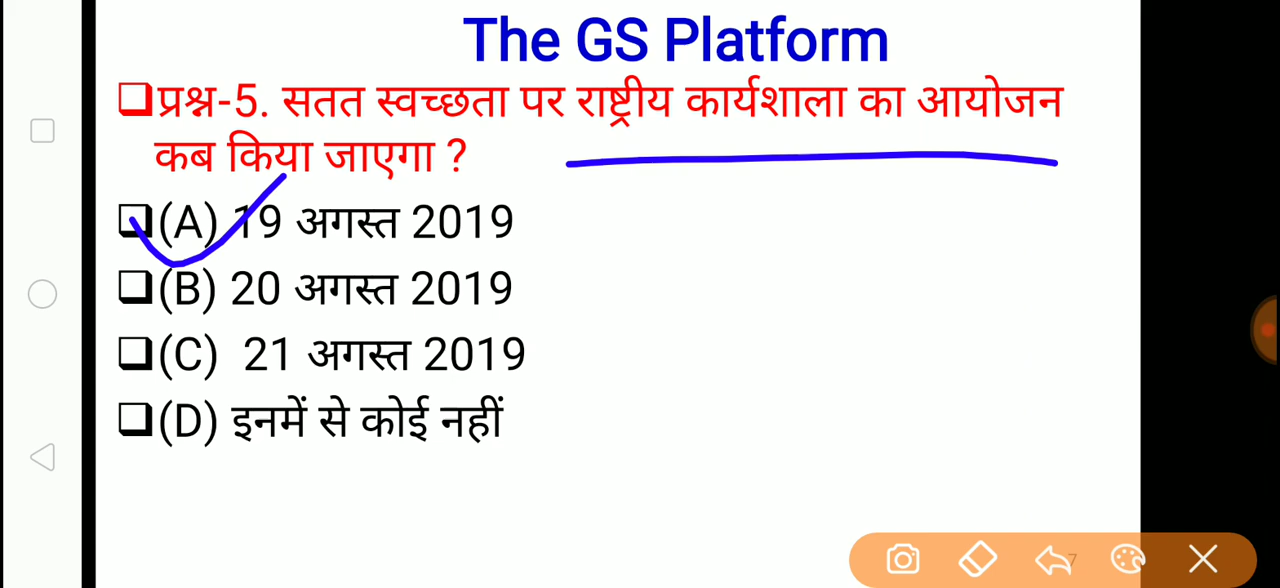 The GS Platform
❑प्रश्न-5. सतत स्वच्छता पर राष्ट्रीय कार्यशाला का आयोजन
कब किया जाएगा ?
❑(A) 19 अगस्त 2019
❑(B) 20 अगस्त 2019
❑(C) 21 अगस्त 2019
❑(D) इनमें से कोई नहीं
7